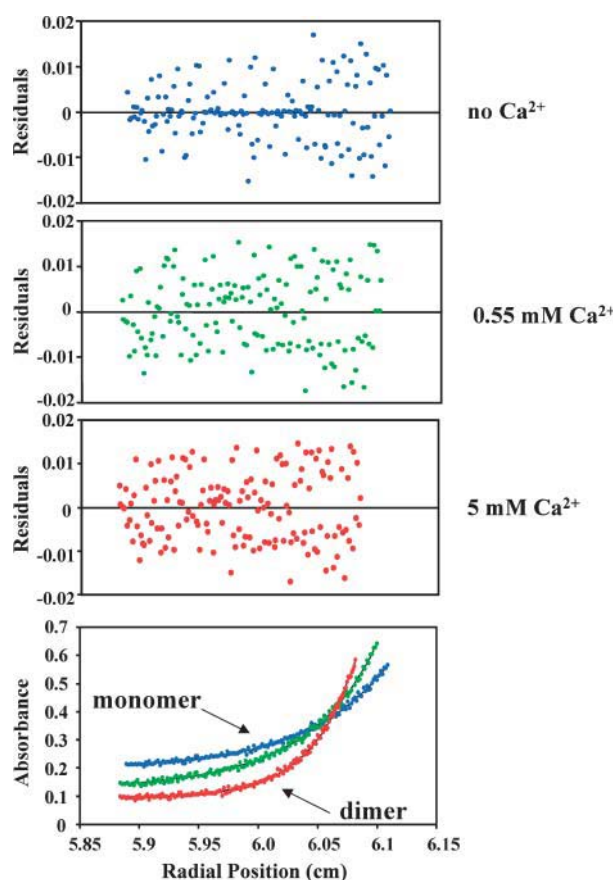 0.02
0.01
0
-0.01
-0.02
Residuals
no Ca²⁺
0.02
0.01
0
-0.01
-0.02
Residuals
0.55 mM Ca²⁺
0.02
0.01
0
-0.01
-0.02
Residuals
5 mM Ca²⁺
0.7
0.6
0.5
0.4
0.3
0.2
0.1
0
Absorbance
monomer
dimer
5.85 5.9 5.95 6.0 6.05 6.1 6.15
Radial Position (cm)